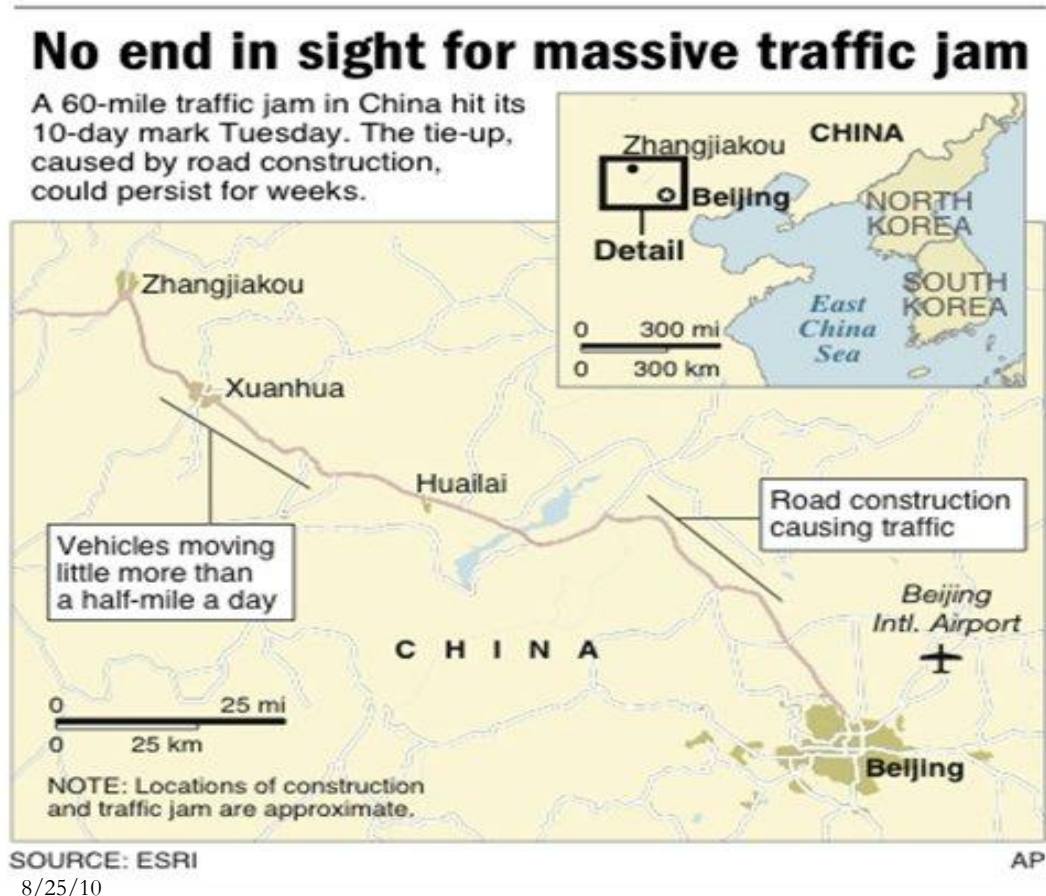 No end in sight for massive traffic jam
A 60-mile traffic jam in China hit its
10-day mark Tuesday. The tie-up,
caused by road construction,
could persist for weeks.
CHINA
Zhangjiakou
Beijing
Detail
NORTH
KOREA
SOUTH
KOREA
East
China
Sea
0 300 mi
0 300 km
Zhangjiakou
Xuanhua
Huailai
Road construction
causing traffic
Vehicles moving
little more than
a half-mile a day
Beijing
Intl. Airport
CHINA
0 25 mi
0 25 km
Beijing
NOTE: Locations of construction
and traffic jam are approximate.
SOURCE: ESRI
AP
8/25/10